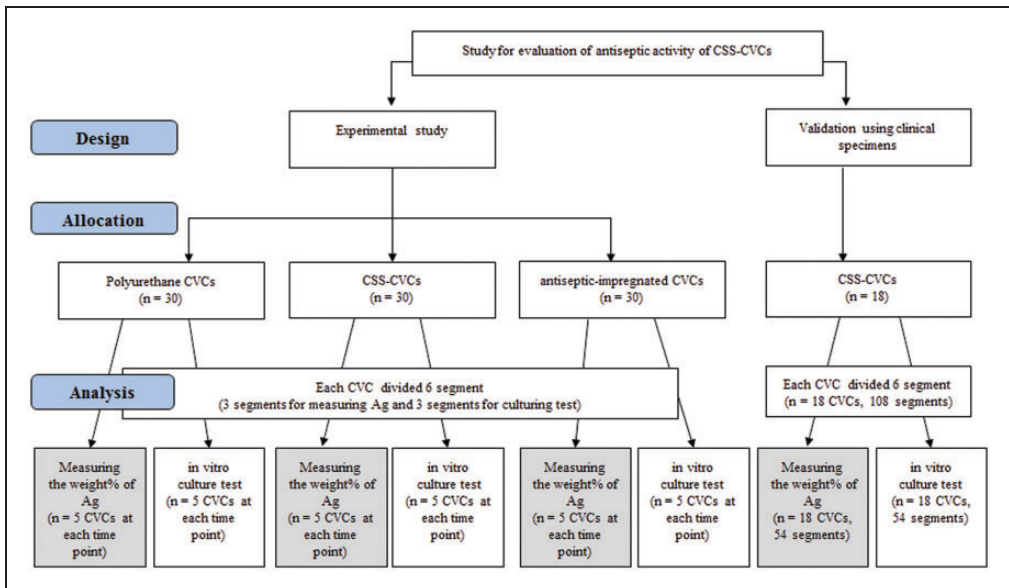 Study for evaluation of antiseptic activity of CSS-CVCs
Design
Experimental study
Validation using clinical
specimens
Allocation
Polyurethane CVCs
(n = 30)
CSS-CVCs
(n = 30)
antiseptic-impregnated CVCs
(n = 30)
CSS-CVCs
(n = 18)
Analysis
Each CVC divided 6 segment
(3 segments for measuring Ag and 3 segments for culturing test)
Each CVC divided 6 segment
(n = 18 CVCs, 108 segments)
Measuring
the weight% of
Ag
(n = 5 CVCs at
each time
point)
in vitro
culture test
(n = 5 CVCs at
each time
point)
Measuring
the weight% of
Ag
(n = 5 CVCs at
each time
point)
in vitro
culture test
(n = 5 CVCs at
each time
point)
Measuring
the weight% of
Ag
(n = 5 CVCs at
each time
point)
in vitro
culture test
(n = 5 CVCs at
each time
point)
Measuring
the weight% of
Ag
(n = 18 CVCs,
54 segments)
in vitro
culture test
(n = 18 CVCs,
54 segments)